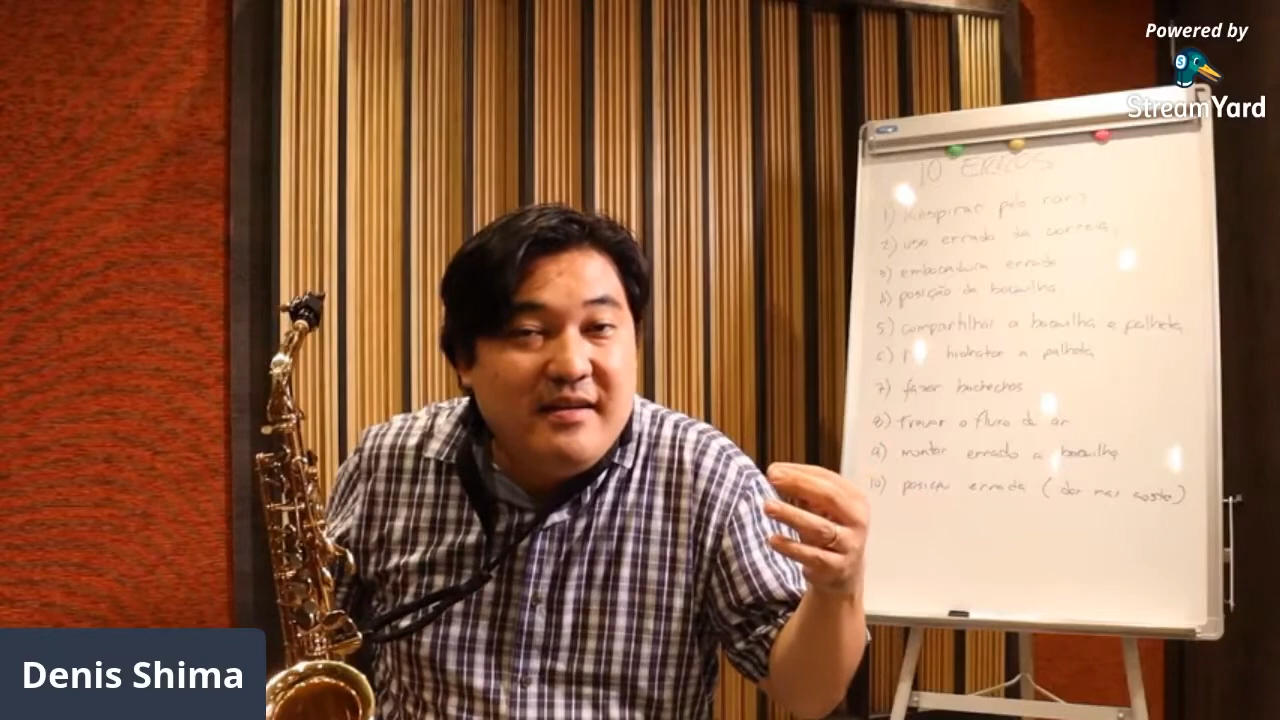 Powered by
StreamYard
10 ERROS
1) Respirar pelo nariz
2) uso errado da correia
3) embocadura errada
4) posição da boquilha
5) compartilhar a boquilha e palheta
6) hidratar a palheta
7) fazer bochechos
8) travar o fluxo de ar
9) montar errado a boquilha
10) posição errada (dor nas costa)
Denis Shima